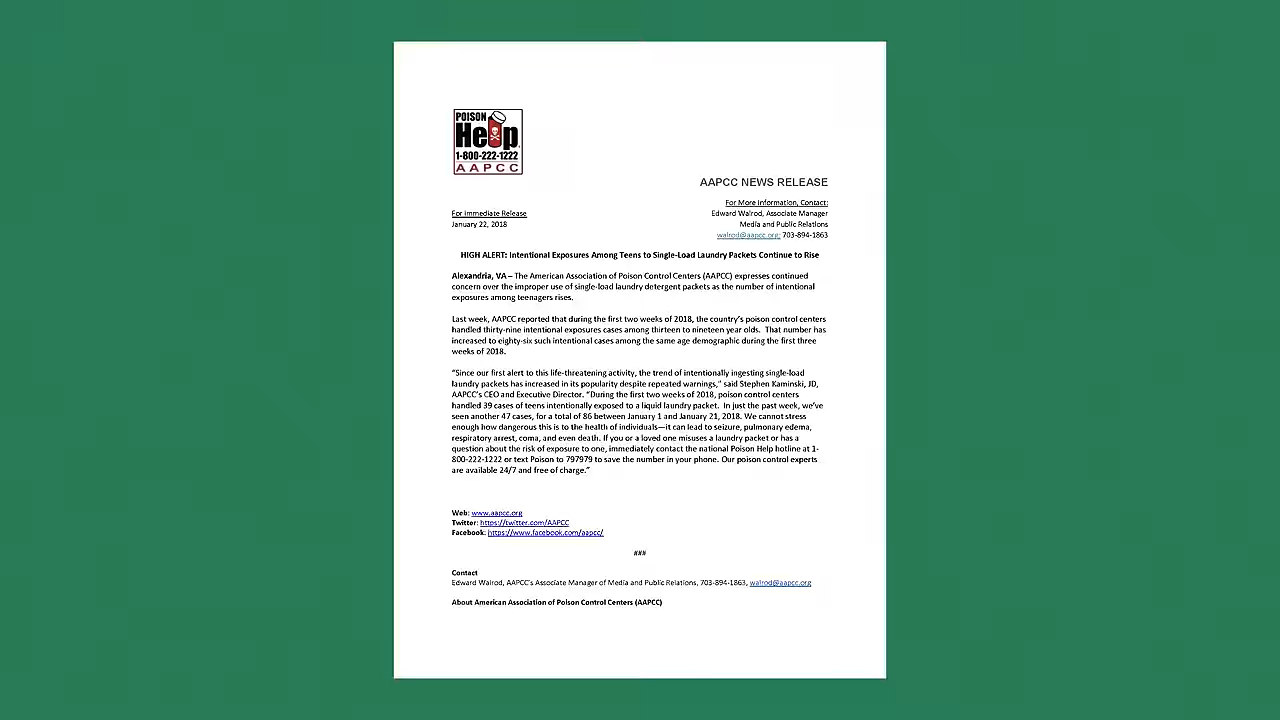 POISON
Help
1-800-222-1222
AAPCC
AAPCC NEWS RELEASE
For More Information, Contact:
For Immediate Release
Edward Walrod, Associate Manager
January 22, 2018
Media and Public Relations
walrod@aapcc.org; 703-894-1863
HIGH ALERT: Intentional Exposures Among Teens to Single-Load Laundry Packets Continue to Rise
Alexandria, VA – The American Association of Poison Control Centers (AAPCC) expresses continued
concern over the improper use of single-load laundry detergent packets as the number of intentional
exposures among teenagers rises.
Last week, AAPCC reported that during the first two weeks of 2018, the country's poison control centers
handled thirty-nine intentional exposures cases among thirteen to nineteen year olds. That number has
increased to eighty-six such intentional cases among the same age demographic during the first three
weeks of 2018.
"Since our first alert to this life-threatening activity, the trend of intentionally ingesting single-load
laundry packets has increased in its popularity despite repeated warnings," said Stephen Kaminski, JD,
AAPCC's CEO and Executive Director. "During the first two weeks of 2018, poison control centers
handled 39 cases of teens intentionally exposed to a liquid laundry packet. In just the past week, we've
seen another 47 cases, for a total of 86 between January 1 and January 21, 2018. We cannot stress
enough how dangerous this is to the health of individuals—it can lead to seizure, pulmonary edema,
respiratory arrest, coma, and even death. If you or a loved one misuses a laundry packet or has a
question about the risk of exposure to one, immediately contact the national Poison Help hotline at 1-
800-222-1222 or text Poison to 797979 to save the number in your phone. Our poison control experts
are available 24/7 and free of charge."
Web: www.aapcc.org
Twitter: https://twitter.com/AAPCC
Facebook: https://www.facebook.com/aapcc/
###
Contact
Edward Walrod, AAPCC's Associate Manager of Media and Public Relations, 703-894-1863, walrod@aapcc.org
About American Association of Poison Control Centers (AAPCC)